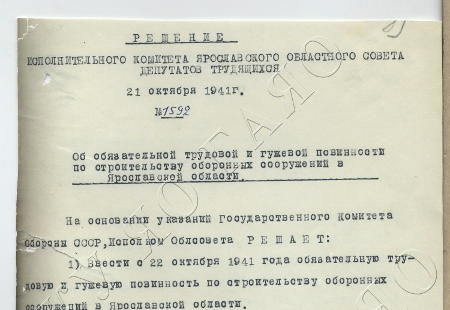 РЕШЕНИЕ
ИСПОЛНИТЕЛЬНОГО КОМИТЕТА ЯРОСЛАВСКОГО ОБЛАСТНОГО СОВЕТА
ДЕПУТАТОВ ТРУДЯЩИХСЯ
21 октября 1941г.
№1592
Об обязательной трудовой и гужевой повинности
по строительству оборонных сооружений в
Ярославской области.
На основании указаний Государственного Комитета
обороны СССР, Исполком Облсовета РЕШАЕТ:
1) Ввести с 22 октября 1941 года обязательную тру-
довую и гужевую повинность по строительству оборонных
сооружений в Ярославской области.